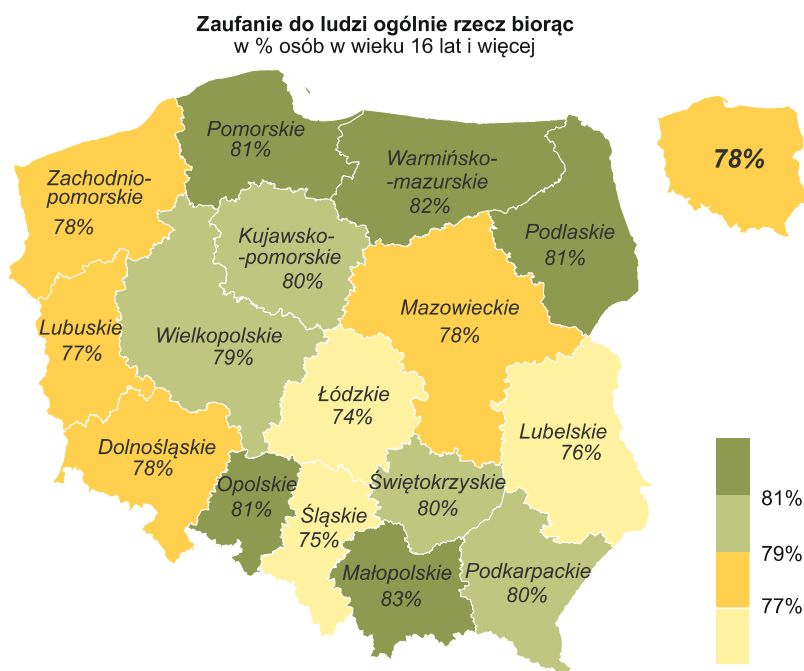 Zaufanie do ludzi ogólnie rzecz biorąc
w % osób w wieku 16 lat i więcej
Pomorskie
81%
Warmińsko-
-mazurskie
82%
78%
Zachodnio-
pomorskie
78%
Kujawsko-
-pomorskie
80%
Podlaskie
81%
Mazowieckie
78%
Lubuskie
77%
Wielkopolskie
79%
Łódzkie
74%
Lubelskie
76%
Dolnośląskie
78%
Opolskie
81%
Śląskie
75%
Świętokrzyskie
80%
Małopolskie
83%
Podkarpackie
80%
81%
79%
77%